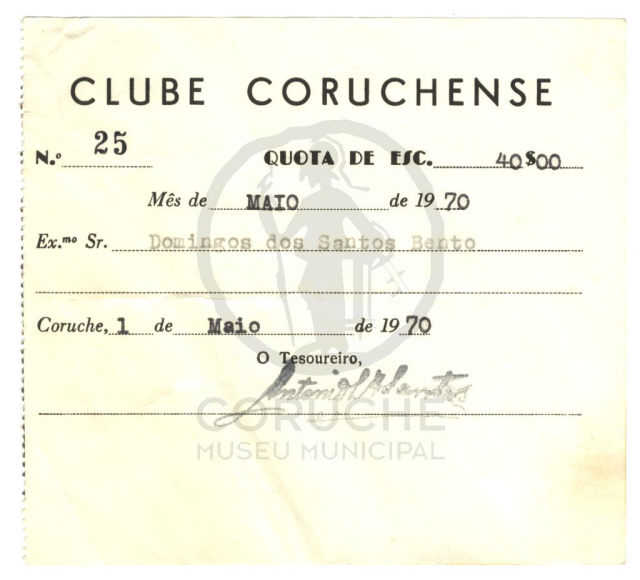 CLUBE CORUCHENSE
N.º 25 QUOTA DE ESC. 40$00
Mês de MAIO de 1970
Ex.mo Sr. Domingos dos Santos Bento
Coruche, 1 de Maio de 1970
O Tesoureiro,
CORUCHE
MUSEU MUNICIPAL